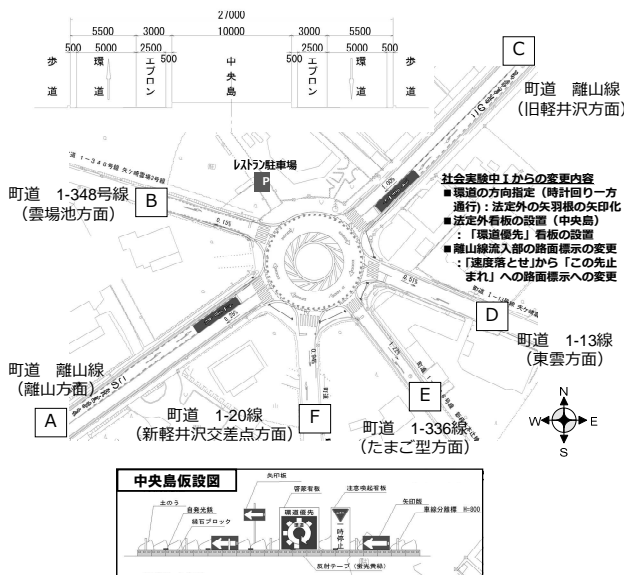 27000
5500 3000 10000 3000 5500
500 5000 2500 500 500 2500 5000 500
歩道 環道 エプロン 中央島 エプロン 環道 歩道
C
町道 離山線
（旧軽井沢方面）
レストラン駐車場
P
社会実験中Ⅰからの変更内容
■環道の方向指定（時計回り一方
通行）：法定外の矢羽根の矢印化
■法定外看板の設置（中央島）
：「環道優先」看板の設置
■離山線流入部の路面標示の変更
：「速度落とせ」から「この先止
まれ」への路面標示への変更
町道 1-348号線
（雲場池方面）
B
D
町道 1-13線
（東雲方面）
町道 離山線
（離山方面）
A
町道 1-20線
（新軽井沢交差点方面）
F
E
町道 1-336線
（たまご型方面）
N
W E
S
中央島仮設図
矢印板
土のう
自発光鋲
縁石ブロック
啓蒙看板
注意喚起看板
矢印板
車線分離標 H=800
環道優先
一時停止
反射テープ（蛍光黄緑）